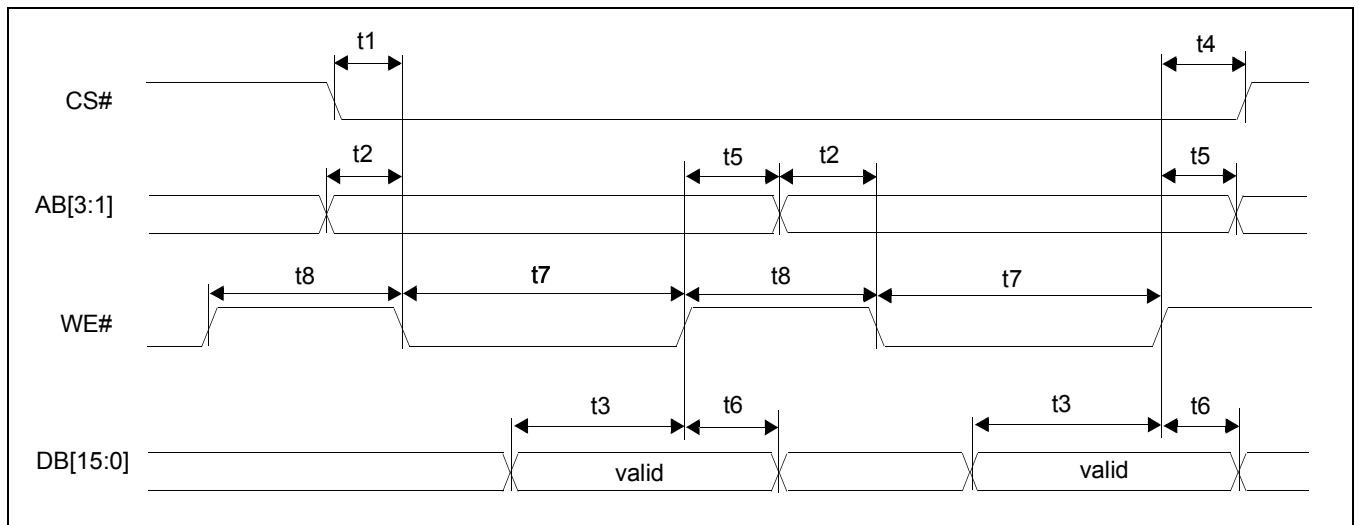 t1
t4
CS#
t2
t5
t2
t5
AB[3:1]
t8
t7
t8
t7
WE#
t3
t6
t3
t6
DB[15:0]
valid
valid